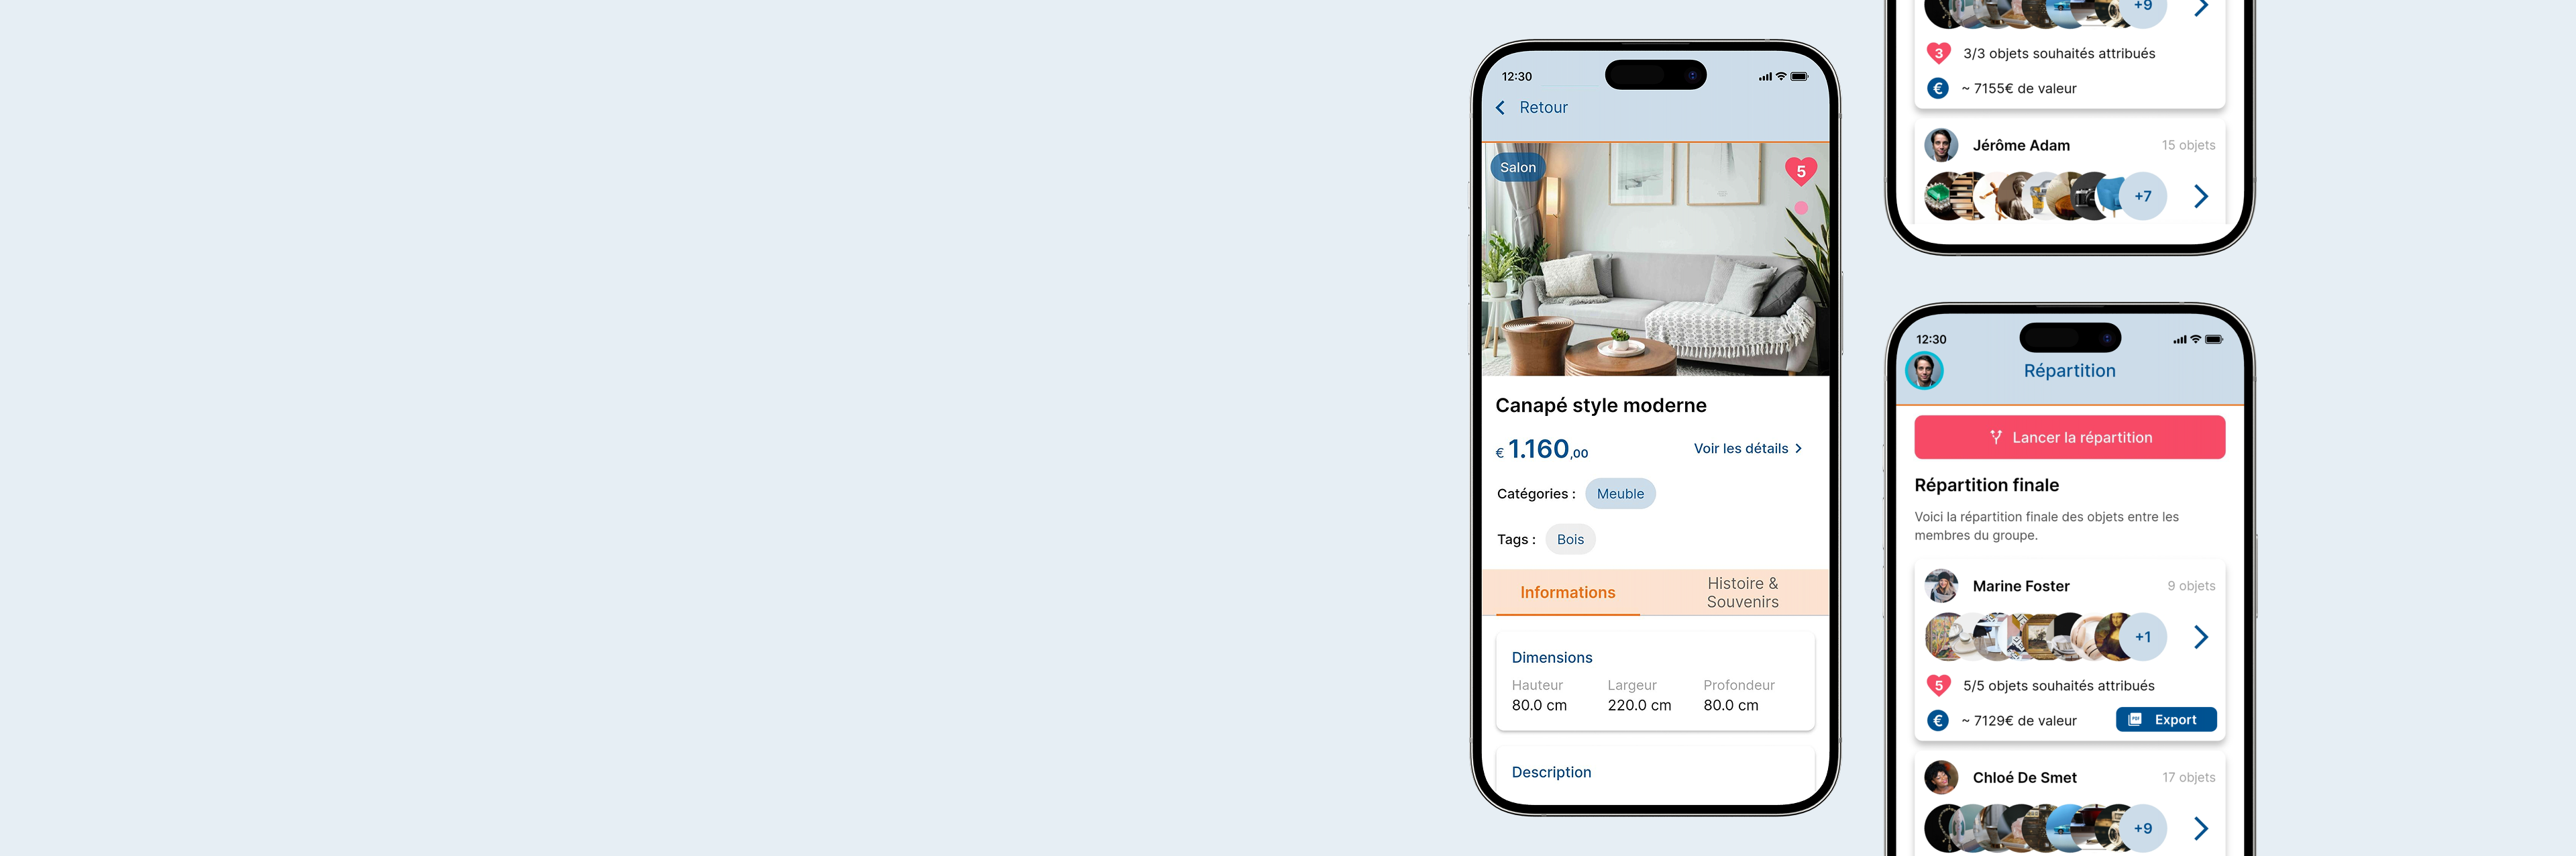 12:30
Retour
Salon
5
Canapé style moderne
€ 1.160,00
Voir les détails
Catégories : Meuble
Tags : Bois
Informations
Histoire &
Souvenirs
Dimensions
Hauteur
Largeur
Profondeur
80.0 cm
220.0 cm
80.0 cm
Description
+9
3
3/3 objets souhaités attribués
€
~ 7155€ de valeur
Jérôme Adam
15 objets
+7
12:30
Répartition
Lancer la répartition
Répartition finale
Voici la répartition finale des objets entre les
membres du groupe.
Marine Foster
9 objets
+1
5
5/5 objets souhaités attribués
€
~ 7129€ de valeur
PDF
Export
Chloé De Smet
17 objets
+9